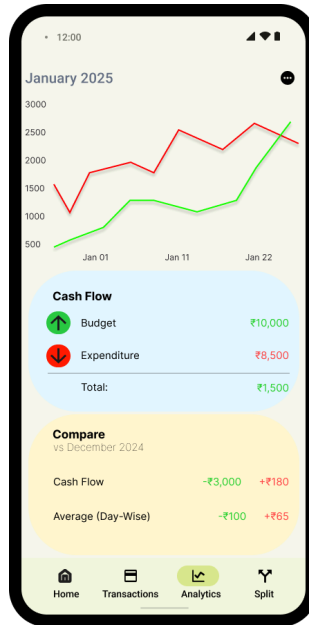 12:00
January 2025
3000
2500
2000
1500
1000
500
Jan 01 Jan 11 Jan 22
Cash Flow
Budget ₹10,000
Expenditure ₹8,500
Total: ₹1,500
Compare
vs December 2024
Cash Flow -₹3,000 +₹180
Average (Day-Wise) -₹100 +₹65
Home Transactions Analytics Split